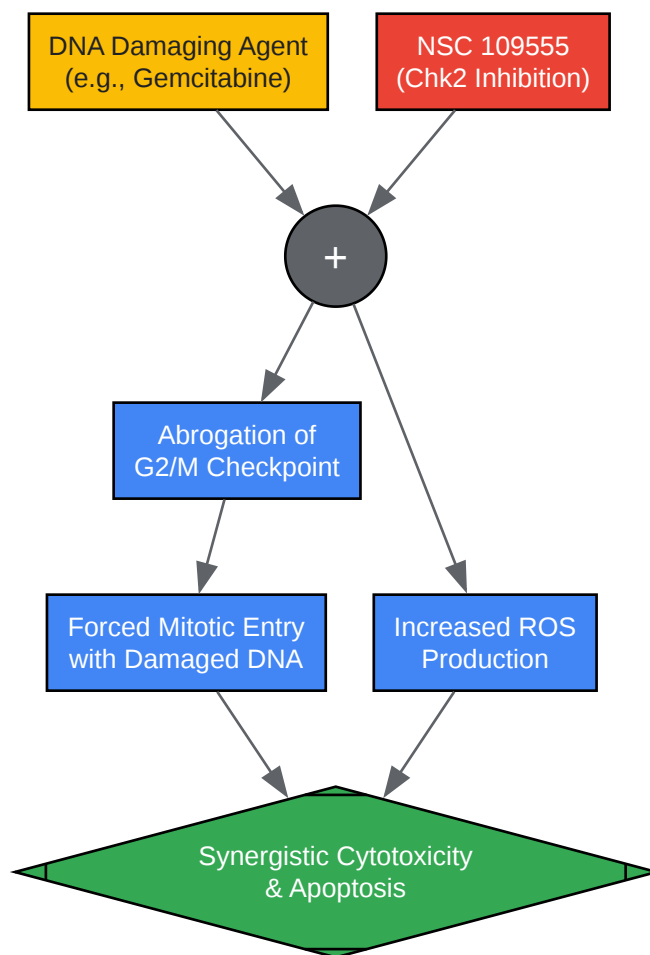 DNA Damaging Agent
(e.g., Gemcitabine)
NSC 109555
(Chk2 Inhibition)
+
Abrogation of
G2/M Checkpoint
Forced Mitotic Entry
with Damaged DNA
Increased ROS
Production
Synergistic Cytotoxicity
& Apoptosis